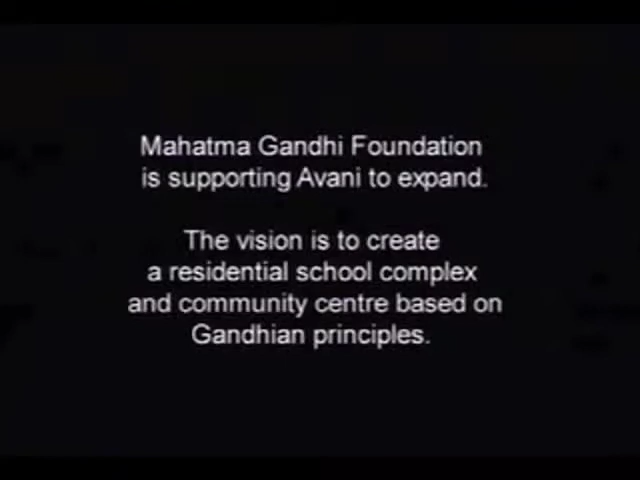 Mahatma Gandhi Foundation
is supporting Avani to expand.
The vision is to create
a residential school complex
and community centre based on
Gandhian principles.